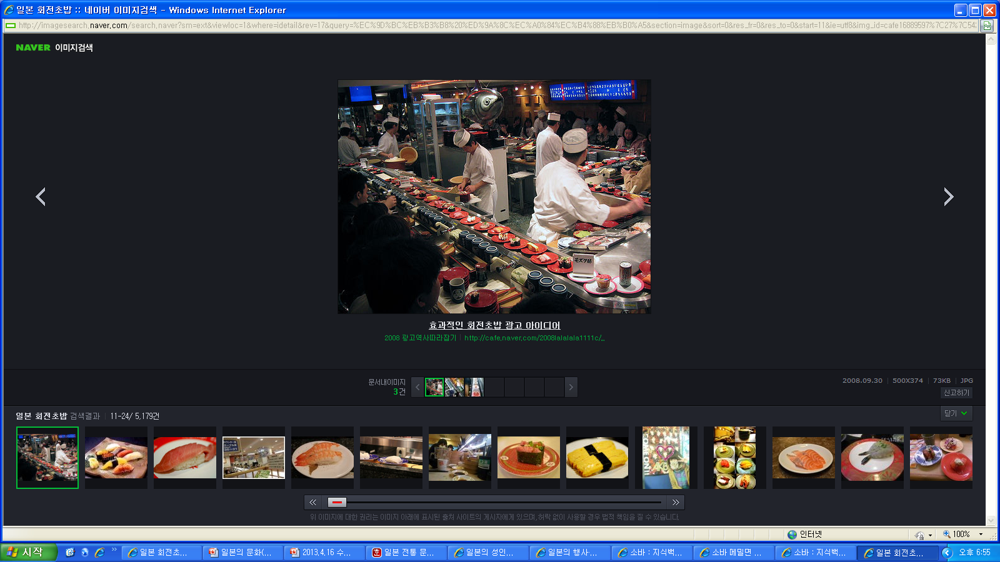 일본 회전초밥 :: 네이버 이미지검색 - Windows Internet Explorer
http://imagesearch.naver.com/search.naver?sm=ext&viewloc=1&where=idetail&rev=17&query=%EC%9D%BC%EB%B3%B8%20%ED%9A%8C%EC%A0%84%EC%B4%88%EB%B0%A5&section=image&sort=0&res_fr=0&res_to=0&start=11&ie=utf8&img_id=cafe16889597%7C27%7C54
NAVER 이미지검색
モズク酢
효과적인 회전초밥 광고 아이디어
2008 광고역사따라잡기 | http://cafe.naver.com/2008lalalala1111c/...
문서내이미지
3건
2008.09.30 | 500X374 | 73KB | JPG
신고하기
일본 회전초밥 검색결과 | 11-24/ 5,179건
닫기
위 이미지에 대한 권리는 이미지 아래에 표시된 출처 사이트의 게시자에게 있으며, 허락 없이 사용할 경우 법적 책임을 질 수 있습니다.
인터넷
100%
시작
일본 회전초...
일본의 문화(...
2013.4.16 수...
일본 전통 문...
일본의 성인...
일본의 행사-...
소바 : 지식백...
소바 메밀면 ...
소바 : 지식백...
일본 회전초...
오후 6:55